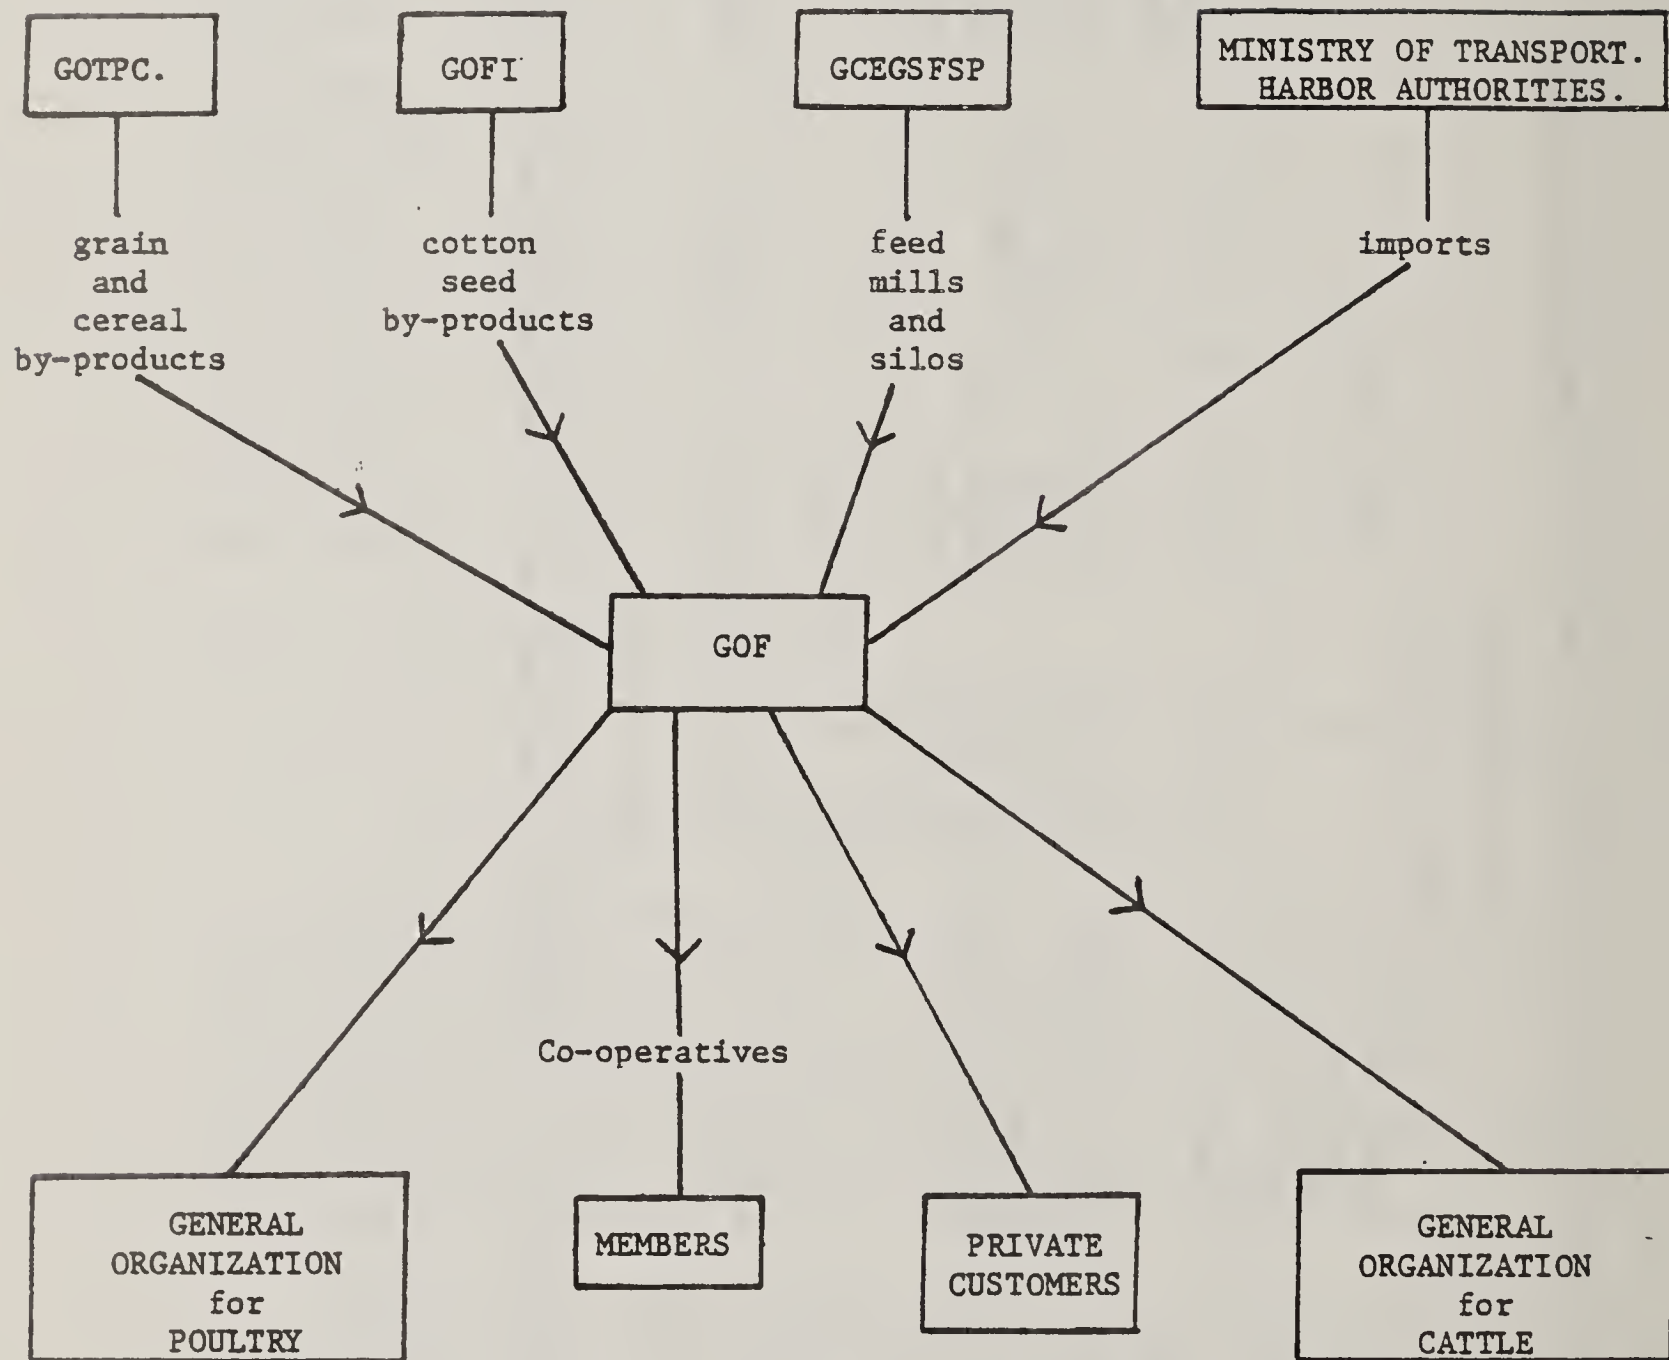 GOTPC.
GOFI
GCEGSFSP
MINISTRY OF TRANSPORT.
HARBOR AUTHORITIES.
grain
and
cereal
by-products
cotton
seed
by-products
feed
mills
and
silos
imports
GOF
Co-operatives
GENERAL
ORGANIZATION
for
POULTRY
MEMBERS
PRIVATE
CUSTOMERS
GENERAL
ORGANIZATION
for
CATTLE